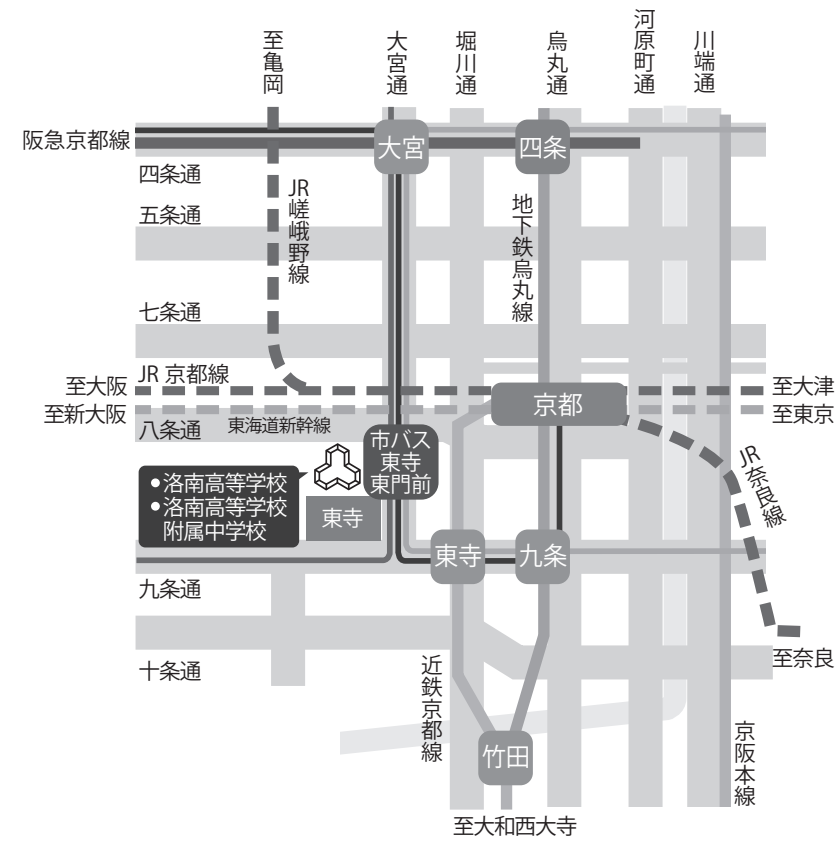 至亀岡
大宮通
堀川通
烏丸通
河原町通
川端通
阪急京都線
大宮
四条
四条通
五条通
JR嵯峨野線
地下鉄烏丸線
七条通
至大阪
JR 京都線
至大津
至新大阪
京都
至東京
八条通
東海道新幹線
市バス
東寺
東門前
JR奈良線
●洛南高等学校
●洛南高等学校
附属中学校
東寺
東寺
九条
九条通
十条通
至奈良
近鉄京都線
竹田
京阪本線
至大和西大寺